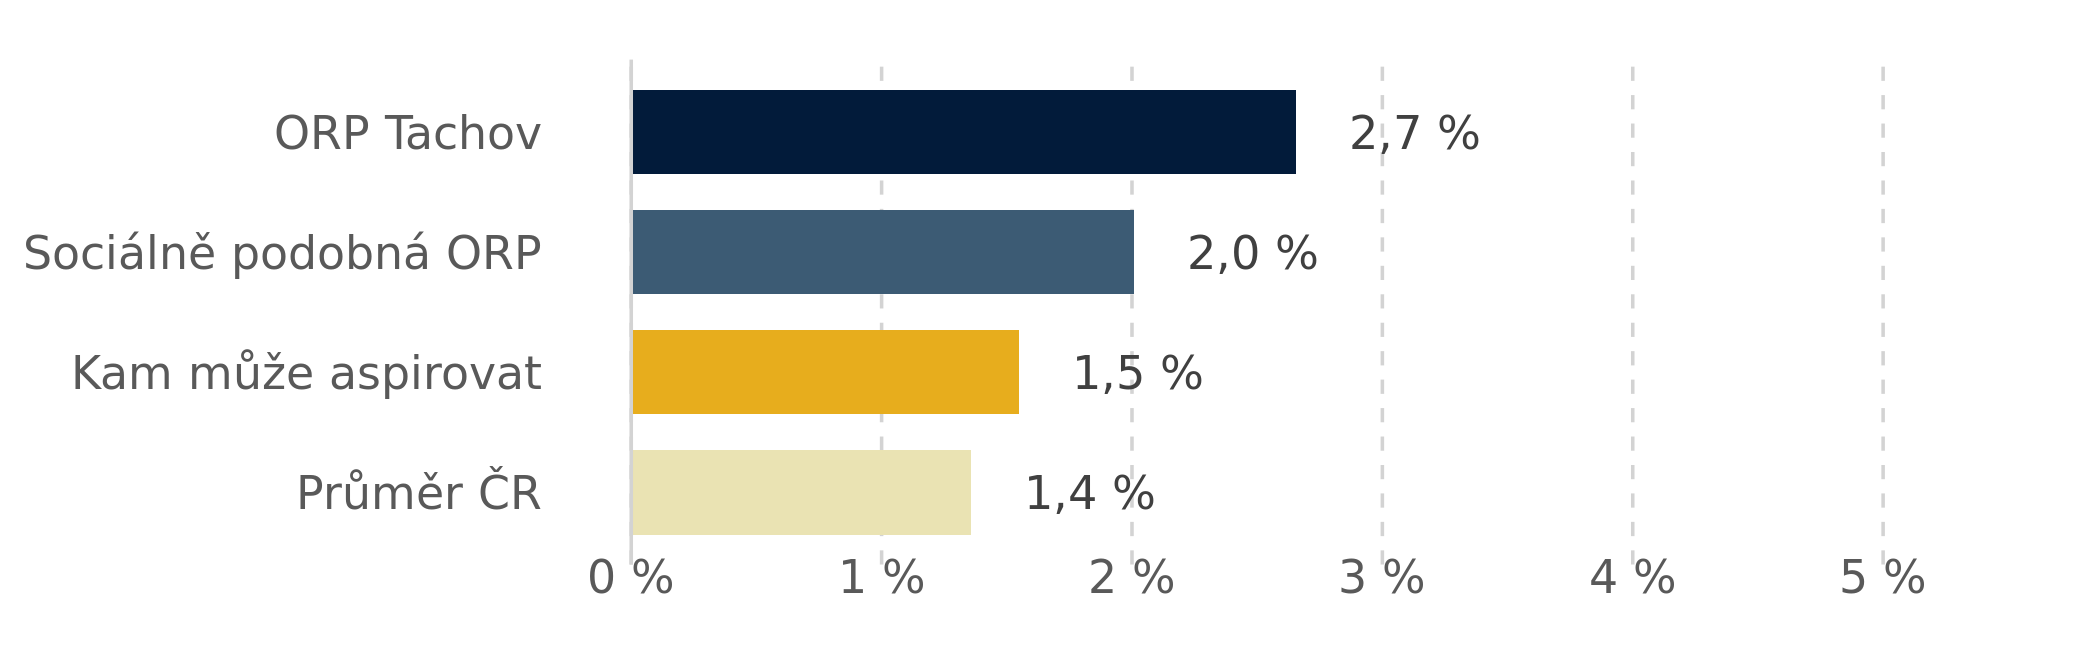 ORP Tachov
2,7 %
Sociálně podobná ORP
2,0 %
Kam může aspirovat
1,5 %
Průměr ČR
1,4 %
0 %
1 %
2 %
3 %
4 %
5 %